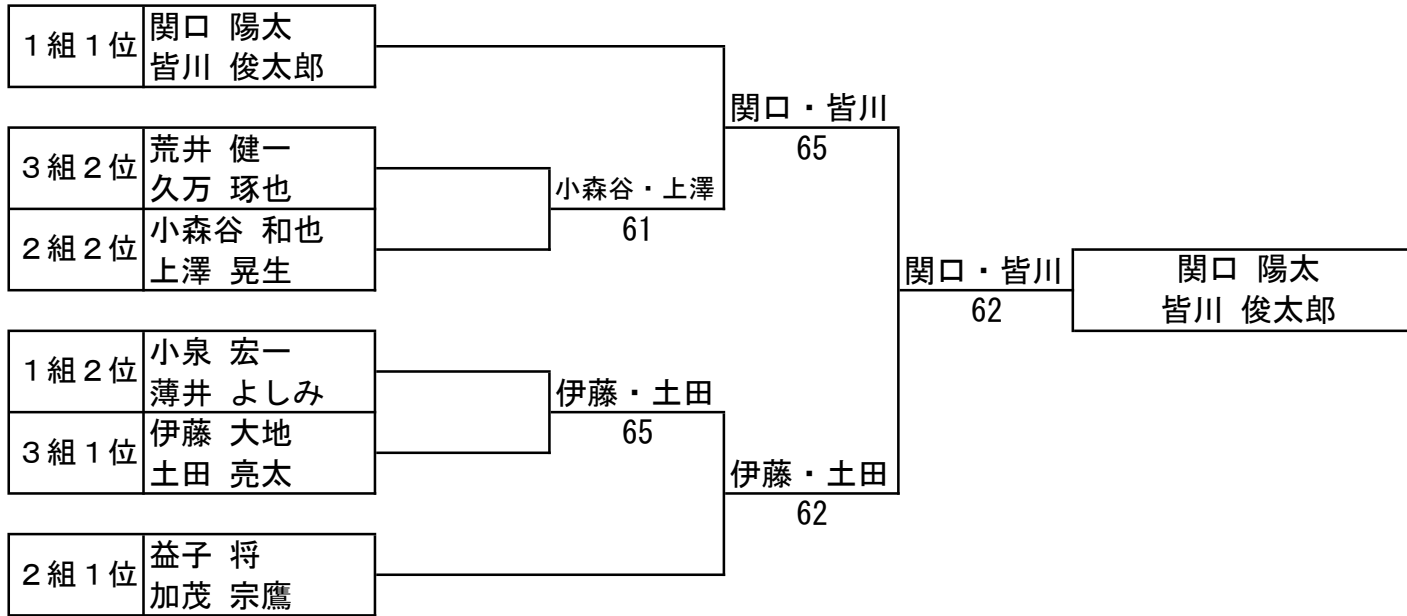 1組1位
関口 陽太
皆川 俊太郎
3組2位
荒井 健一
久万 琢也
2組2位
小森谷 和也
上澤 晃生
1組2位
小泉 宏一
薄井 よしみ
3組1位
伊藤 大地
土田 亮太
2組1位
益子 将
加茂 宗鷹
小森谷・上澤
61
伊藤・土田
65
関口・皆川
65
伊藤・土田
62
関口・皆川
62
関口 陽太
皆川 俊太郎